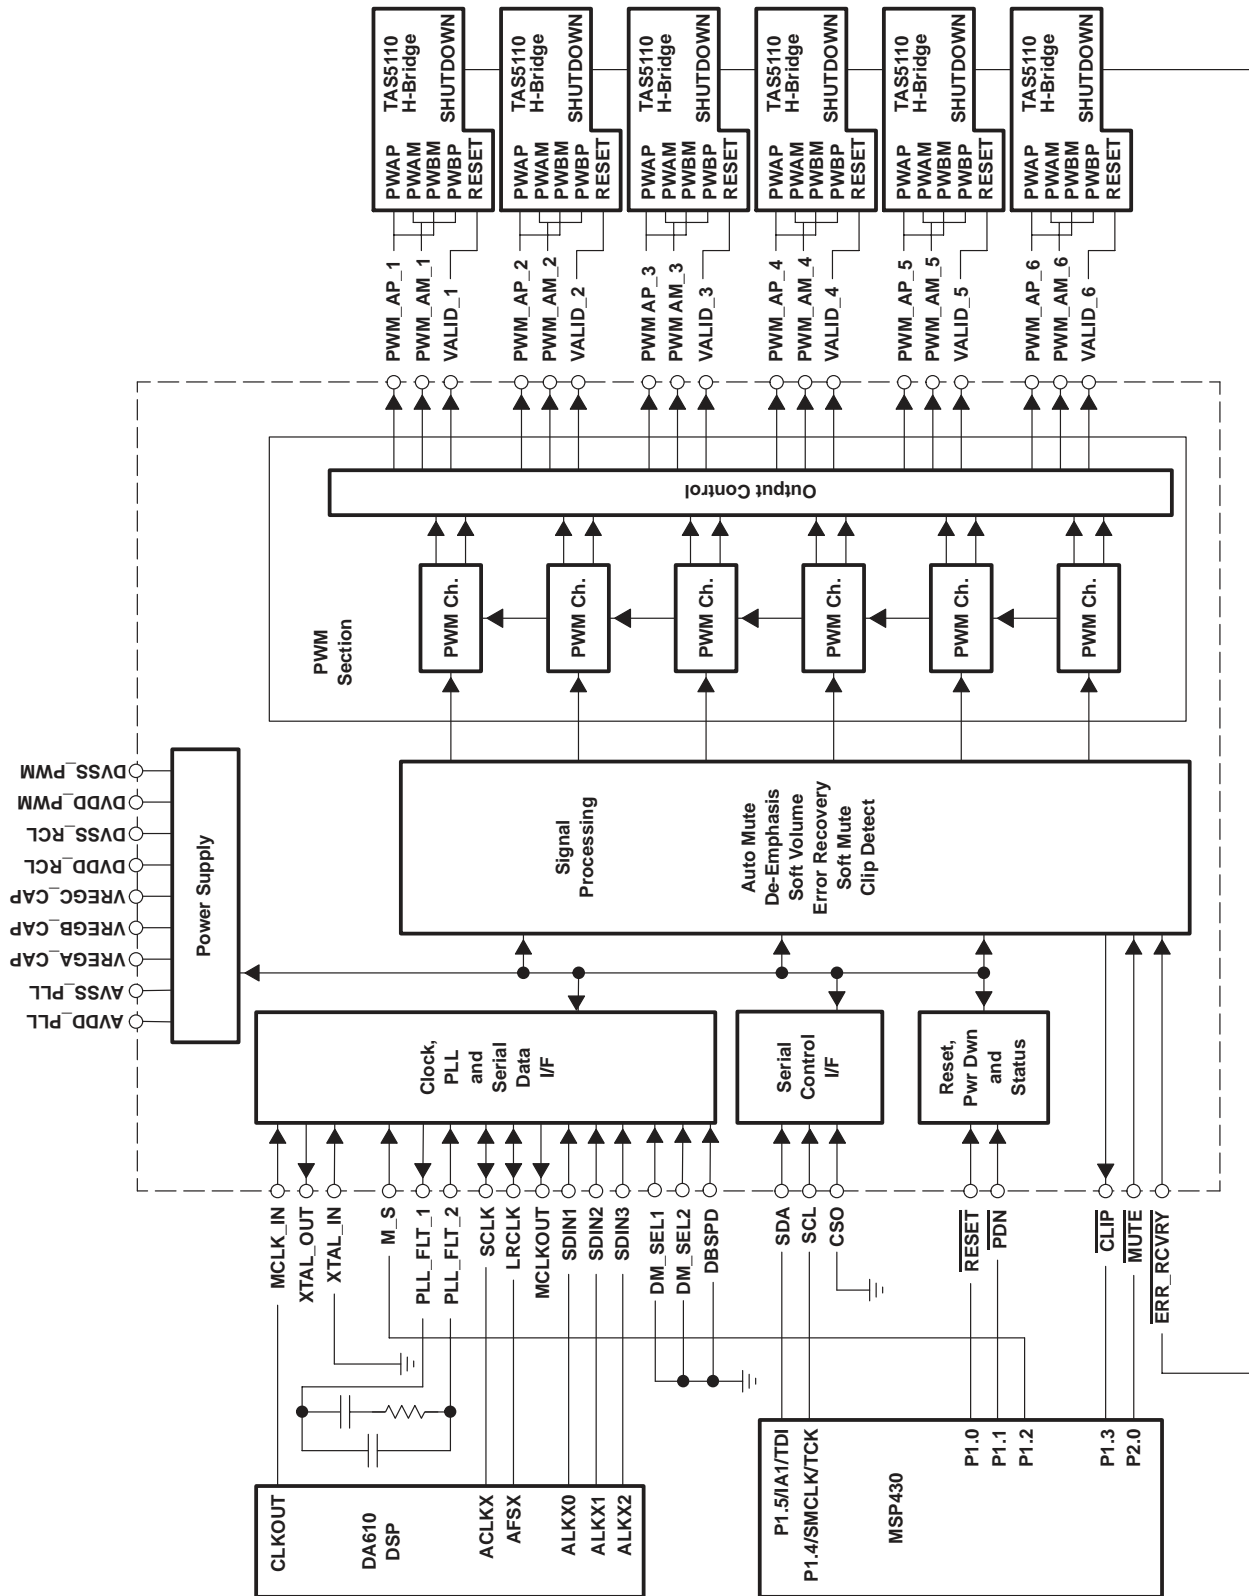 DA610
DSP
CLKOUT
ACLKX
AFSX
ALKX0
ALKX1
ALKX2
MSP430
P1.5/IA1/TDI
P1.4/SMCLK/TCK
P1.0
P1.1
P1.2
P1.3
P2.0
MCLK_IN
XTAL_OUT
XTAL_IN
M_S
PLL_FLT_1
PLL_FLT_2
SCLK
LRCLK
MCLKOUT
SDIN1
SDIN2
SDIN3
DM_SEL1
DM_SEL2
DBSPD
SDA
SCL
CSO
RESET
PDN
CLIP
MUTE
ERR_RCVRY
AVDD_PLL
AVSS_PLL
VREGA_CAP
VREGB_CAP
VREGC_CAP
DVDD_RCL
DVSS_RCL
DVDD_PWM
DVSS_PWM
Power Supply
Clock,
PLL
and
Serial
Data
I/F
Serial
Control
I/F
Reset,
Pwr Dwn
and
Status
Signal
Processing
Auto Mute
De-Emphasis
Soft Volume
Error Recovery
Soft Mute
Clip Detect
PWM
Section
PWM Ch.
PWM Ch.
PWM Ch.
PWM Ch.
PWM Ch.
PWM Ch.
Output Control
PWM_AP_1
PWM_AM_1
VALID_1
PWM_AP_2
PWM_AM_2
VALID_2
PWM AP_3
PWM AM_3
VALID_3
PWM_AP_4
PWM_AM_4
VALID_4
PWM_AP_5
PWM_AM_5
VALID_5
PWM_AP_6
PWM_AM_6
VALID_6
PWAP
PWAM
PWBM
PWBP
RESET
TAS5110
H-Bridge
SHUTDOWN
PWAP
PWAM
PWBM
PWBP
RESET
TAS5110
H-Bridge
SHUTDOWN
PWAP
PWAM
PWBM
PWBP
RESET
TAS5110
H-Bridge
SHUTDOWN
PWAP
PWAM
PWBM
PWBP
RESET
TAS5110
H-Bridge
SHUTDOWN
PWAP
PWAM
PWBM
PWBP
RESET
TAS5110
H-Bridge
SHUTDOWN
PWAP
PWAM
PWBM
PWBP
RESET
TAS5110
H-Bridge
SHUTDOWN